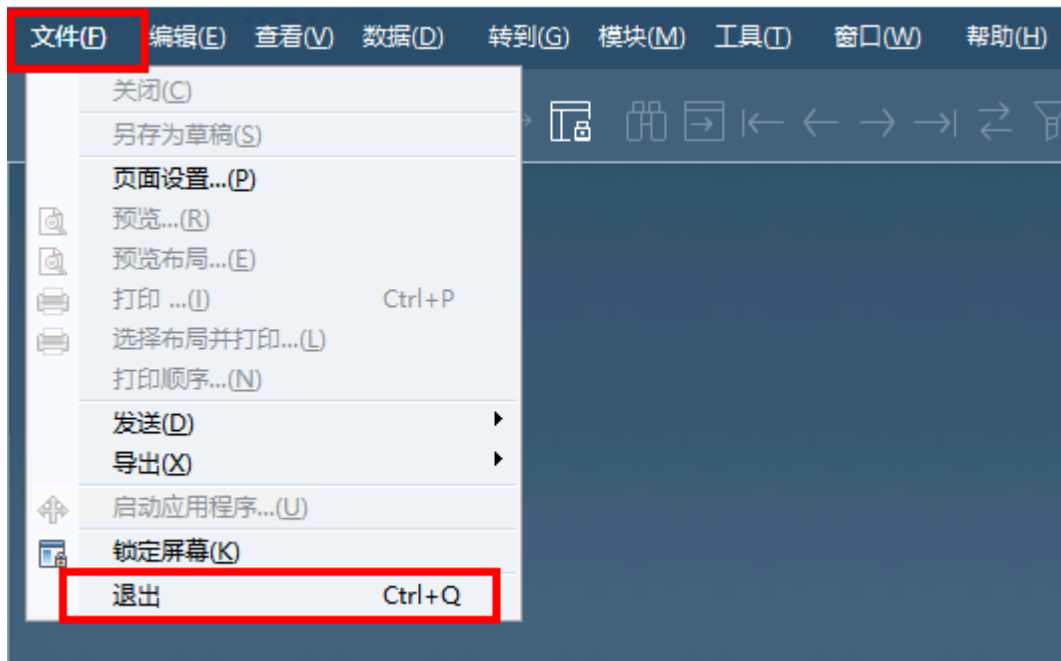 文件(F) 编辑(E) 查看(V) 数据(D) 转到(G) 模块(M) 工具(T) 窗口(W) 帮助(H)
关闭(C)
另存为草稿(S)
页面设置...(P)
预览...(R)
预览布局...(E)
打印 ...(I) Ctrl+P
选择布局并打印...(L)
打印顺序...(N)
发送(D)
导出(X)
启动应用程序...(U)
锁定屏幕(K)
退出 Ctrl+Q